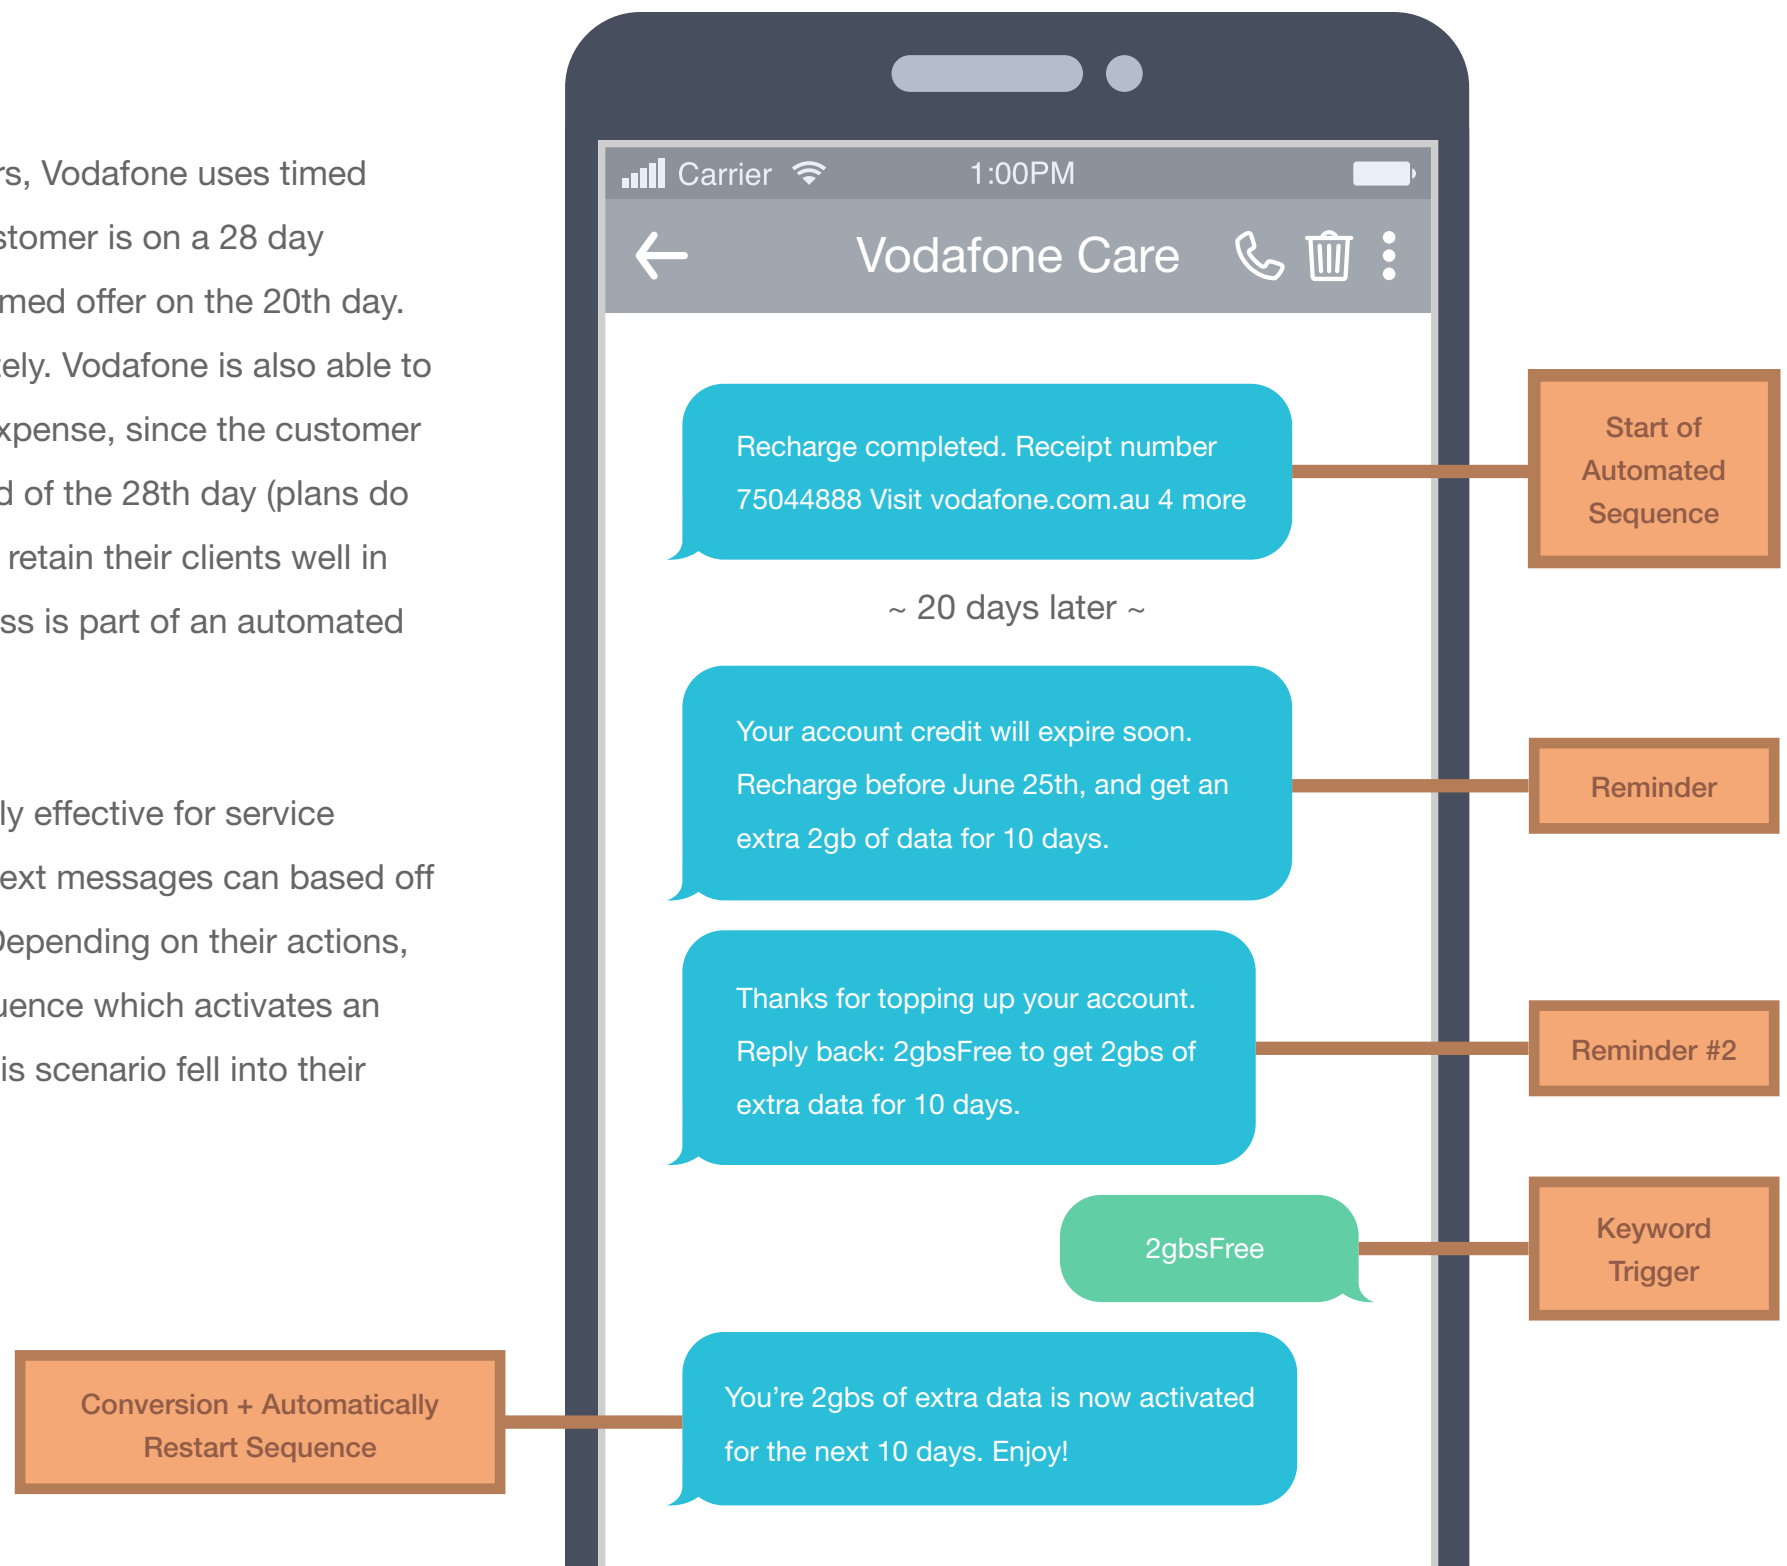 rs, Vodafone uses timed
stomer is on a 28 day
med offer on the 20th day.
tely. Vodafone is also able to
xpense, since the customer
d of the 28th day (plans do
retain their clients well in
ss is part of an automated
ly effective for service
ext messages can based off
Depending on their actions,
uence which activates an
is scenario fell into their
Carrier 1:00PM
Vodafone Care
Recharge completed. Receipt number
75044888 Visit vodafone.com.au 4 more
Start of
Automated
Sequence
~ 20 days later ~
Your account credit will expire soon.
Recharge before June 25th, and get an
extra 2gb of data for 10 days.
Reminder
Thanks for topping up your account.
Reply back: 2gbsFree to get 2gbs of
extra data for 10 days.
Reminder #2
2gbsFree
Keyword
Trigger
Conversion + Automatically
Restart Sequence
You’re 2gbs of extra data is now activated
for the next 10 days. Enjoy!